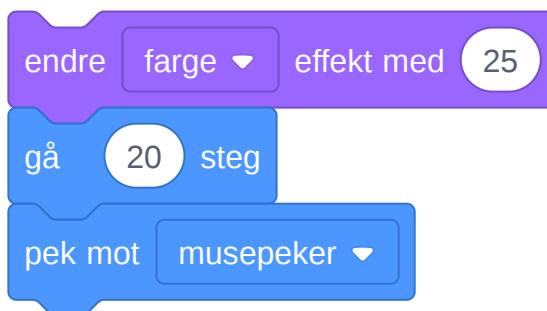 endre farge effekt med 25
gå 20 steg
pek mot musepeker